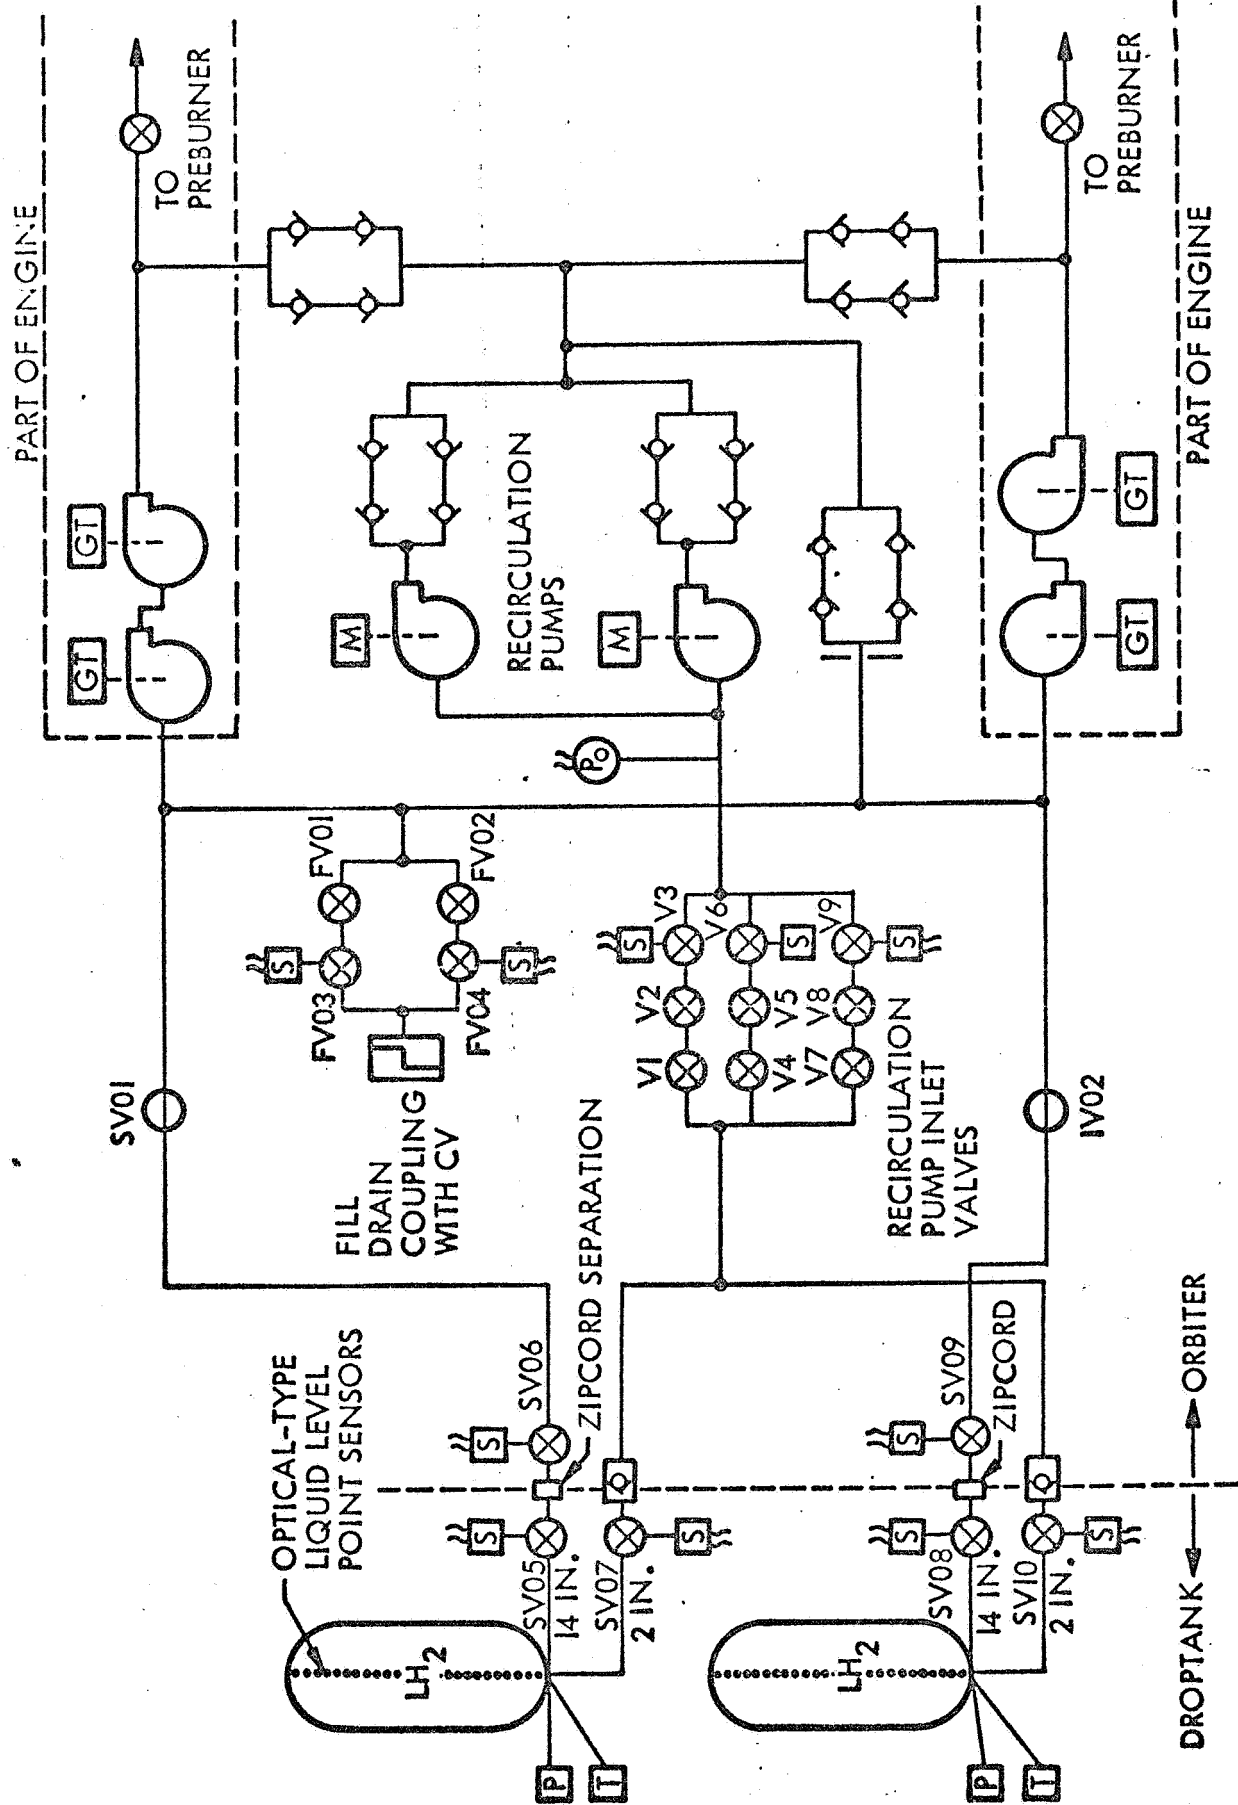 PART OF ENGINE
TO
PREBURNER
GT
GT
M
RECIRCULATION
PUMPS
M
GT
GT
TO
PREBURNER
PART OF ENGINE
PO
FV01
FV02
S
FV03
S
FV04
FILL
DRAIN
COUPLING
WITH CV
SV01
S
V3
V2
V1
V6
S
V5
V4
V9
S
V8
V7
RECIRCULATION
PUMP INLET
VALVES
IV02
OPTICAL-TYPE
LIQUID LEVEL
POINT SENSORS
SV06
S
ZIPCORD SEPARATION
S
SV05
14 IN.
SV07
2 IN.
S
SV09
S
ZIPCORD
S
SV08
14 IN.
SV10
2 IN.
S
LH2
P
T
LH2
P
T
DROPTANK
ORBITER